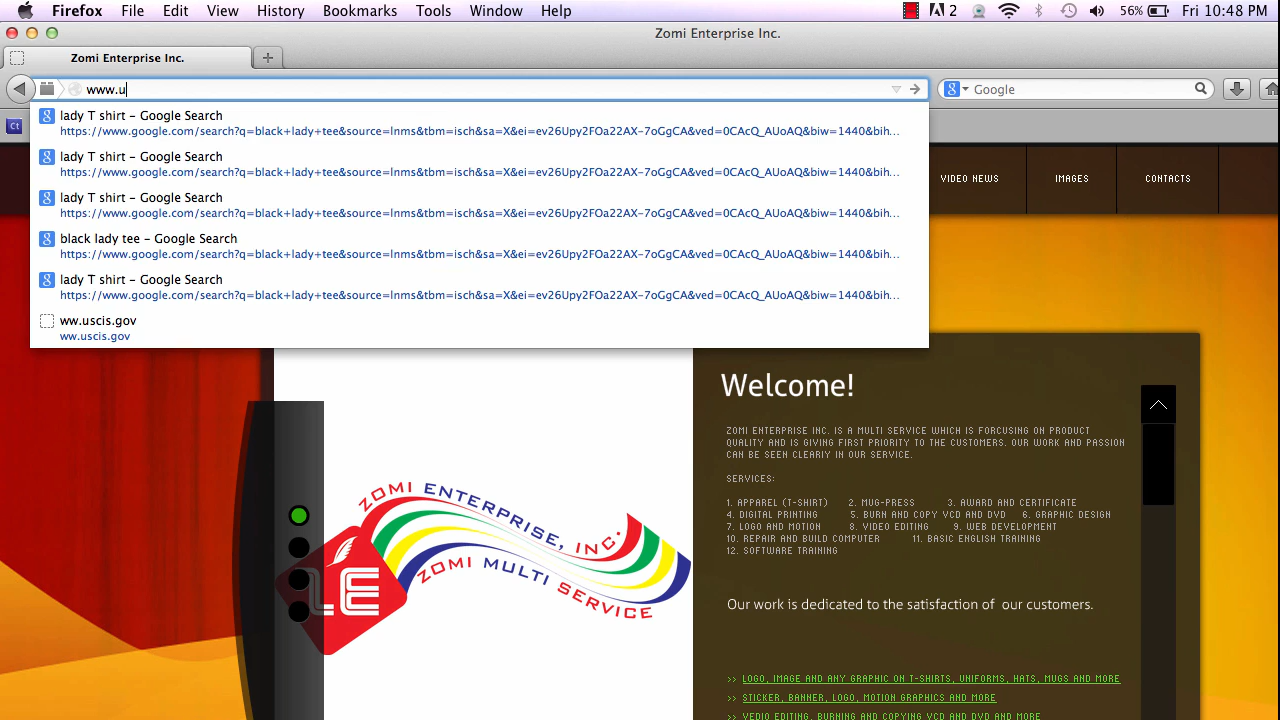 Firefox File Edit View History Bookmarks Tools Window Help 2 56% Fri 10:48 PM
Zomi Enterprise Inc.
Zomi Enterprise Inc.
www.u
Google
Ct
lady T shirt – Google Search
https://www.google.com/search?q=black+lady+tee&source=lnms&tbm=isch&sa=X&ei=ev26Upy2FOa22AX-7oGgCA&ved=0CAcQ_AUoAQ&biw=1440&bih...
lady T shirt – Google Search
https://www.google.com/search?q=black+lady+tee&source=lnms&tbm=isch&sa=X&ei=ev26Upy2FOa22AX-7oGgCA&ved=0CAcQ_AUoAQ&biw=1440&bih...
lady T shirt – Google Search
https://www.google.com/search?q=black+lady+tee&source=lnms&tbm=isch&sa=X&ei=ev26Upy2FOa22AX-7oGgCA&ved=0CAcQ_AUoAQ&biw=1440&bih...
black lady tee – Google Search
https://www.google.com/search?q=black+lady+tee&source=lnms&tbm=isch&sa=X&ei=ev26Upy2FOa22AX-7oGgCA&ved=0CAcQ_AUoAQ&biw=1440&bih...
lady T shirt – Google Search
https://www.google.com/search?q=black+lady+tee&source=lnms&tbm=isch&sa=X&ei=ev26Upy2FOa22AX-7oGgCA&ved=0CAcQ_AUoAQ&biw=1440&bih...
ww.uscis.gov
ww.uscis.gov
VIDEO NEWS IMAGES CONTACTS
Welcome!
ZOMI ENTERPRISE INC. IS A MULTI SERVICE WHICH IS FORCUSING ON PRODUCT
QUALITY AND IS GIVING FIRST PRIORITY TO THE CUSTOMERS. OUR WORK AND PASSION
CAN BE SEEN CLEARIY IN OUR SERVICE.
SERVICES:
1. APPAREL (T-SHIRT) 2. MUG-PRESS 3. AWARD AND CERTIFICATE
4. DIGITAL PRINTING 5. BURN AND COPY VCD AND DVD 6. GRAPHIC DESIGN
7. LOGO AND MOTION 8. VIDEO EDITING 9. WEB DEVELOPMENT
10. REPAIR AND BUILD COMPUTER 11. BASIC ENGLISH TRAINING
12. SOFTWARE TRAINING
Our work is dedicated to the satisfaction of our customers.
>> LOGO, IMAGE AND ANY GRAPHIC ON T-SHIRTS, UNIFORMS, HATS, MUGS AND MORE
>> STICKER, BANNER, LOGO, MOTION GRAPHICS AND MORE
>> VEDIO EDITING, BURNING AND COPYING VCD AND DVD AND MORE
ZOMI ENTERPRISE, INC.
ZOMI MULTI SERVICE
LE